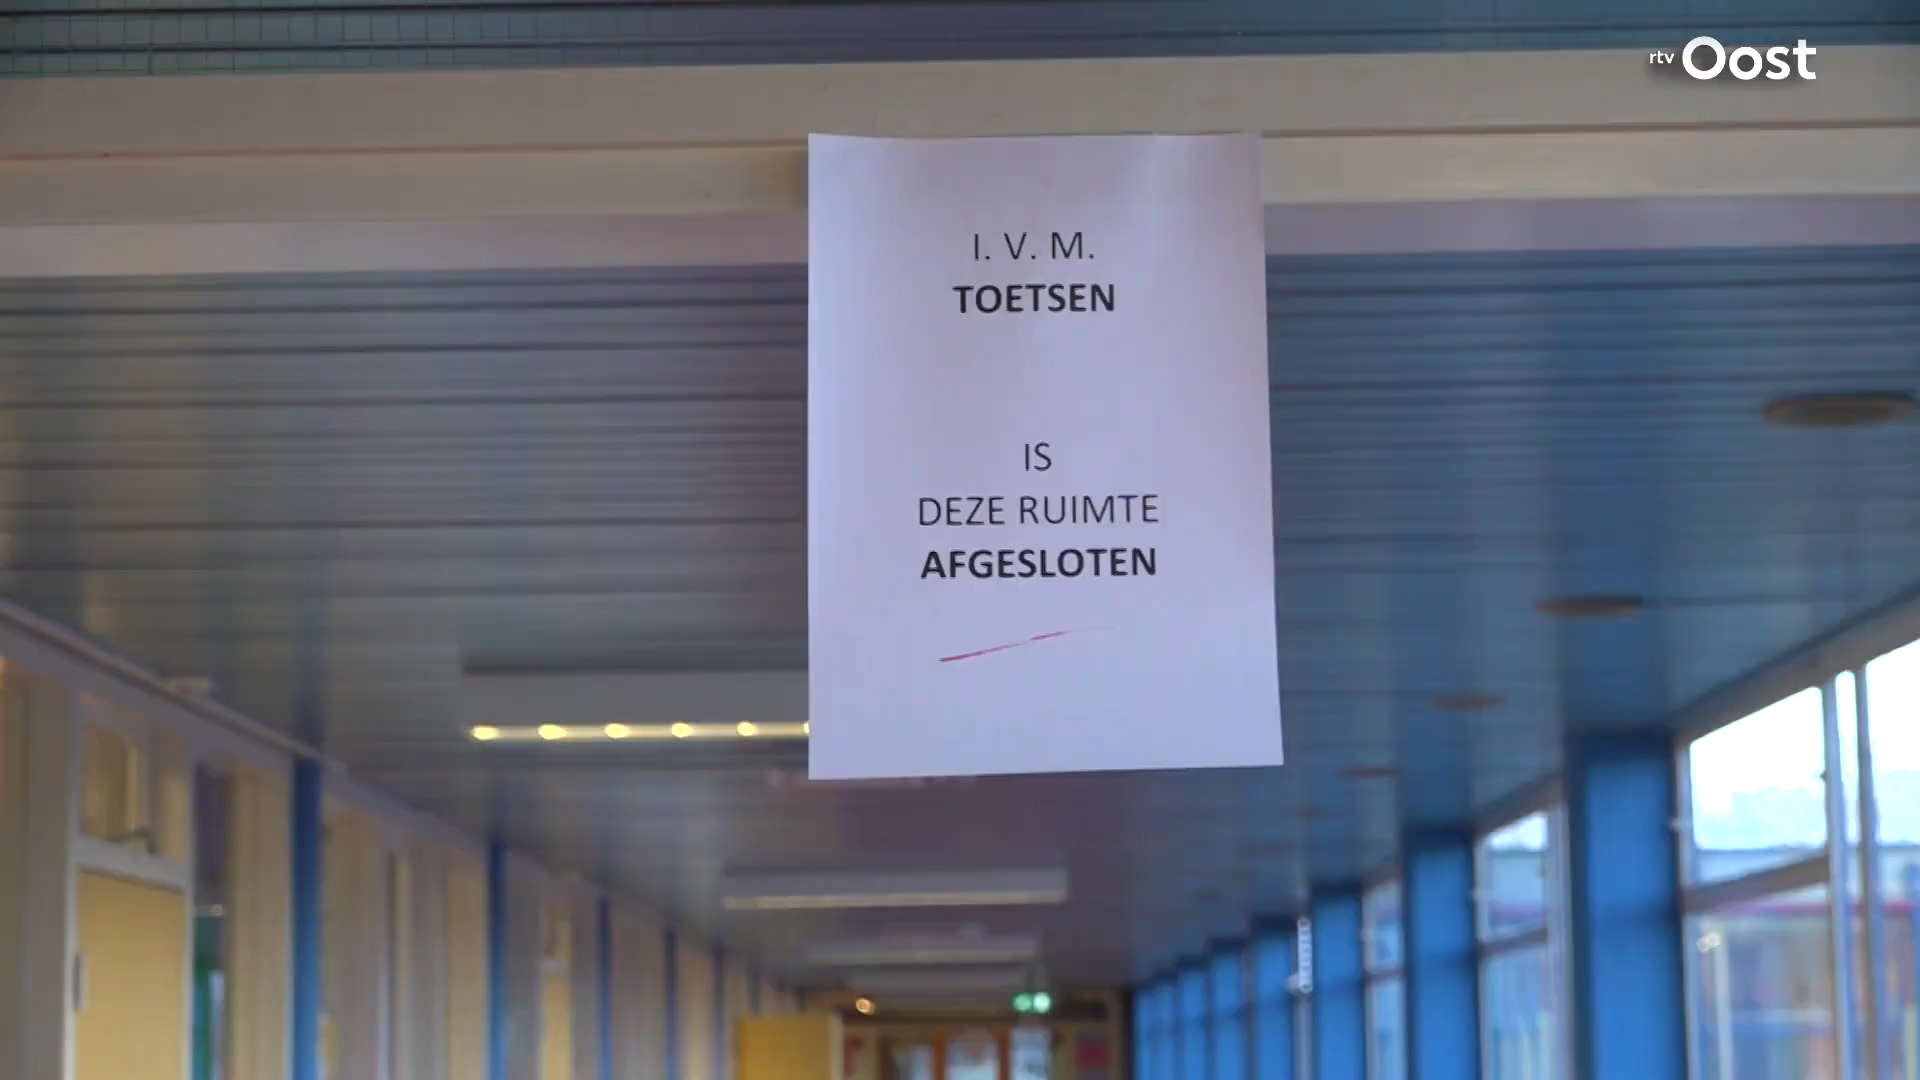 rtv Oost
I. V. M.
TOETSEN
IS
DEZE RUIMTE
AFGESLOTEN